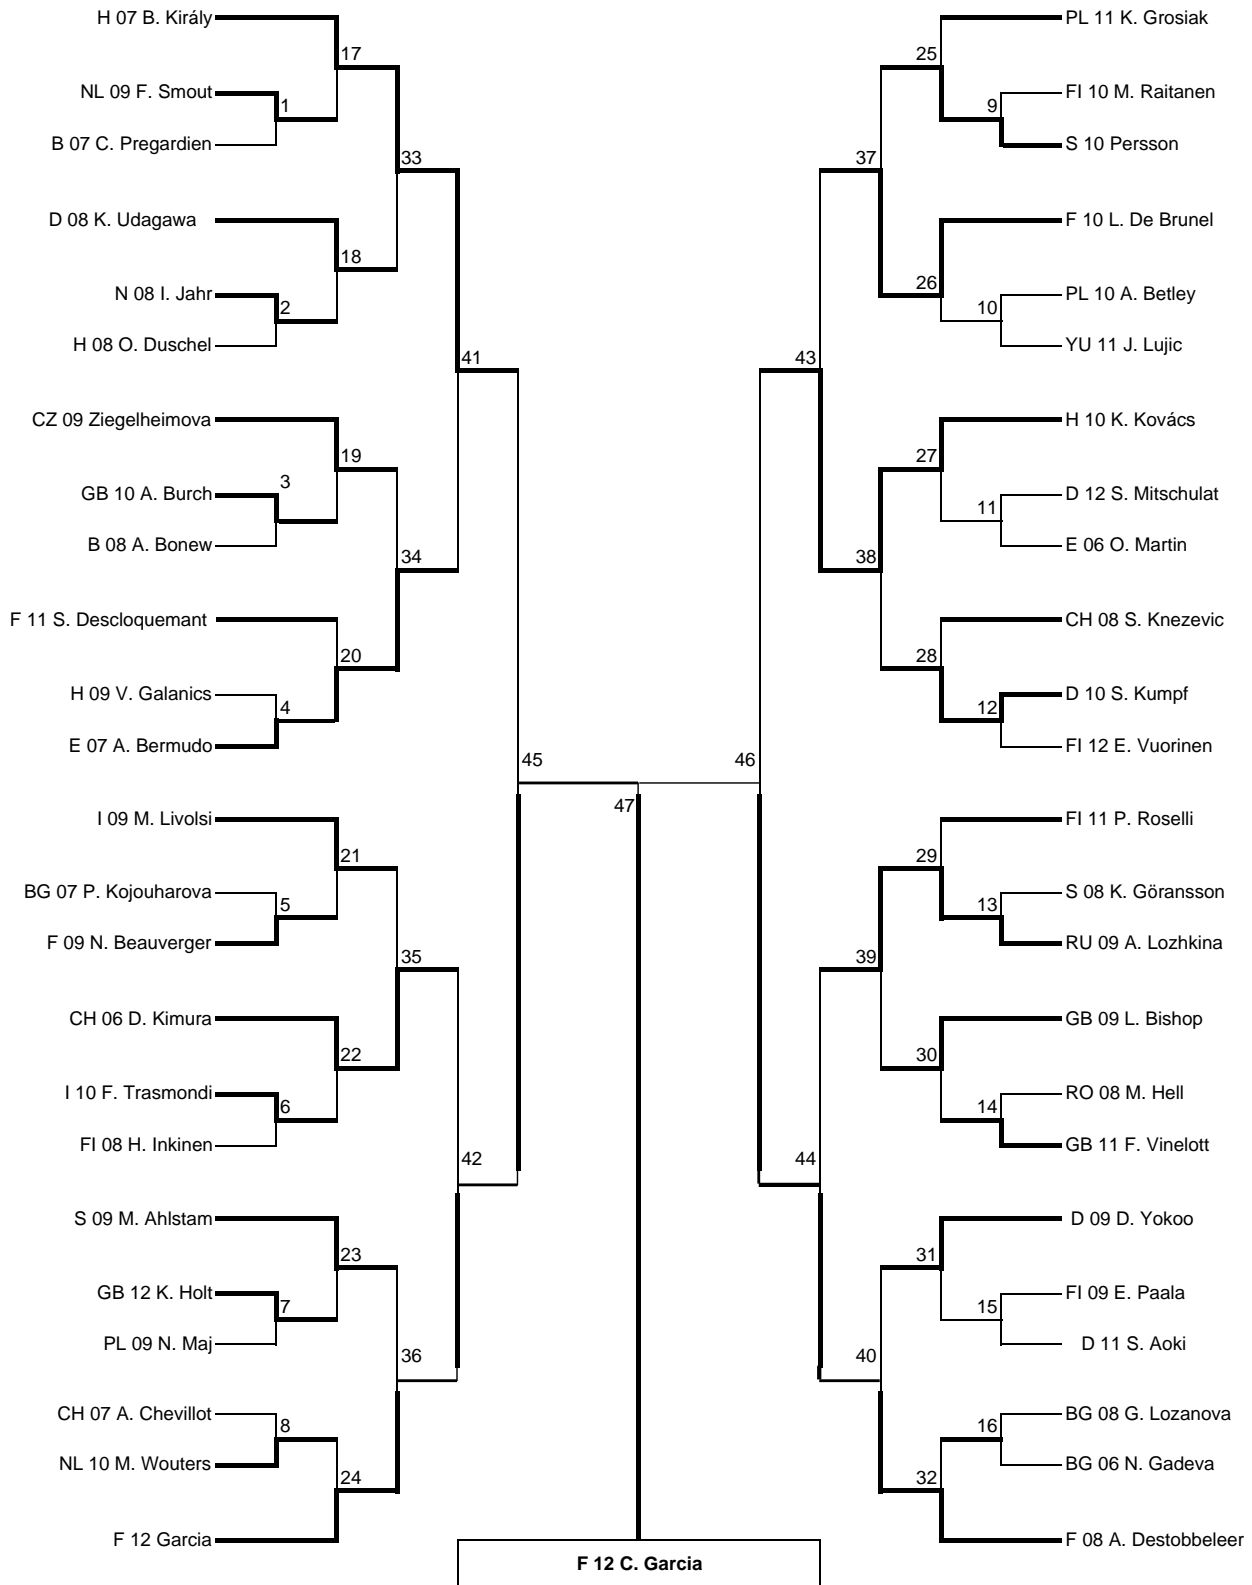 H 07 B. Király
17
NL 09 F. Smout
1
B 07 C. Pregardien
33
D 08 K. Udagawa
18
N 08 I. Jahr
2
H 08 O. Duschel
41
CZ 09 Ziegelheimova
19
3
GB 10 A. Burch
B 08 A. Bonew
34
F 11 S. Descloquemant
20
H 09 V. Galanics
4
E 07 A. Bermudo
45
I 09 M. Livolsi
21
BG 07 P. Kojouharova
5
F 09 N. Beauverger
35
CH 06 D. Kimura
22
I 10 F. Trasmondi
6
FI 08 H. Inkinen
42
S 09 M. Ahlstam
23
GB 12 K. Holt
7
PL 09 N. Maj
36
CH 07 A. Chevillot
8
NL 10 M. Wouters
24
F 12 Garcia
47
F 12 C. Garcia
PL 11 K. Grosiak
25
FI 10 M. Raitanen
9
S 10 Persson
37
F 10 L. De Brunel
26
PL 10 A. Betley
10
YU 11 J. Lujic
43
H 10 K. Kovács
27
D 12 S. Mitschulat
11
E 06 O. Martin
38
CH 08 S. Knezevic
28
D 10 S. Kumpf
12
FI 12 E. Vuorinen
46
FI 11 P. Roselli
29
S 08 K. Göransson
13
RU 09 A. Lozhkina
39
GB 09 L. Bishop
30
RO 08 M. Hell
14
GB 11 F. Vinelott
44
D 09 D. Yokoo
31
FI 09 E. Paala
15
D 11 S. Aoki
40
BG 08 G. Lozanova
16
BG 06 N. Gadeva
32
F 08 A. Destobbeleer